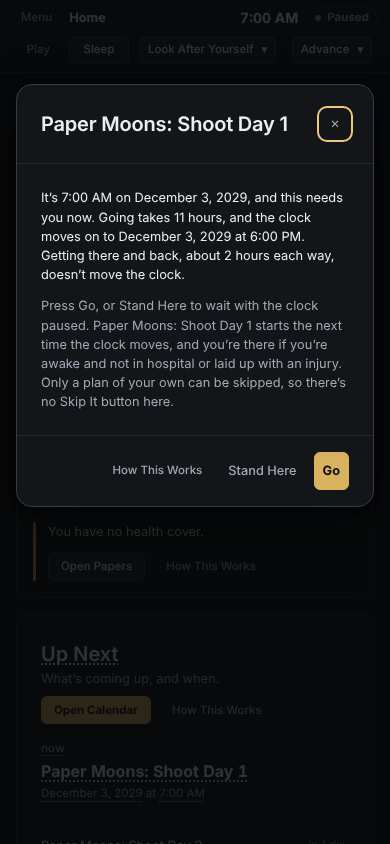 Menu Home 7:00 AM Paused
Play Sleep Look After Yourself ▾ Advance ▾
Paper Moons: Shoot Day 1 ×
It’s 7:00 AM on December 3, 2029, and this needs
you now. Going takes 11 hours, and the clock
moves on to December 3, 2029 at 6:00 PM.
Getting there and back, about 2 hours each way,
doesn’t move the clock.
Press Go, or Stand Here to wait with the clock
paused. Paper Moons: Shoot Day 1 starts the next
time the clock moves, and you’re there if you’re
awake and not in hospital or laid up with an injury.
Only a plan of your own can be skipped, so there’s
no Skip It button here.
How This Works Stand Here Go
You have no health cover.
Open Papers How This Works
Up Next
What’s coming up, and when.
Open Calendar How This Works
now
Paper Moons: Shoot Day 1
December 3, 2029 at 7:00 AM